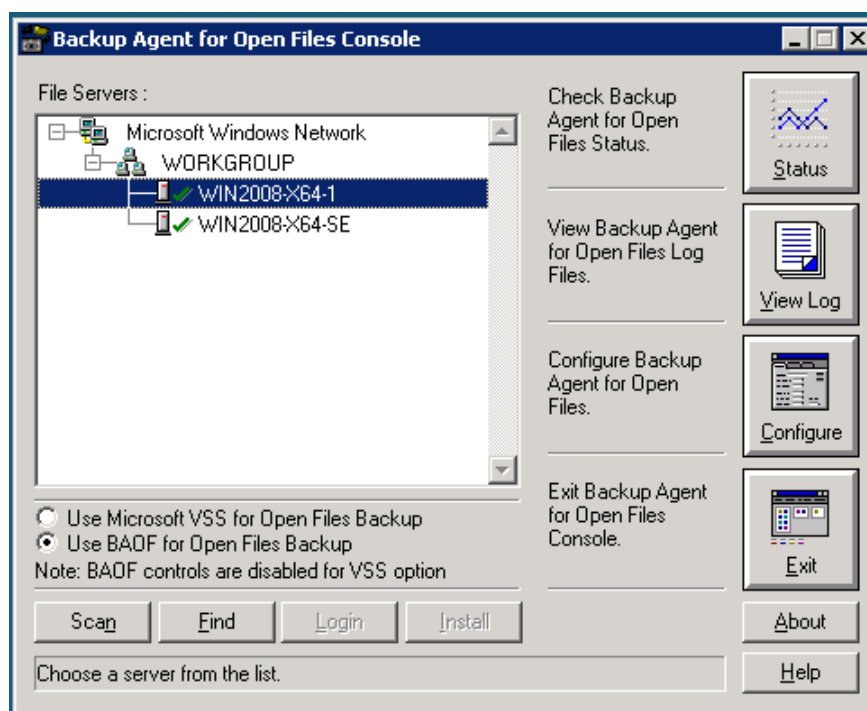 Backup Agent for Open Files Console
File Servers :
Microsoft Windows Network
WORKGROUP
WIN2008-X64-1
WIN2008-X64-SE
Use Microsoft VSS for Open Files Backup
Use BAOF for Open Files Backup
Note: BAOF controls are disabled for VSS option
Scan
Find
Login
Install
Choose a server from the list.
Check Backup
Agent for Open
Files Status.
Status
View Backup Agent
for Open Files Log
Files.
View Log
Configure Backup
Agent for Open
Files.
Configure
Exit Backup Agent
for Open Files
Console.
Exit
About
Help